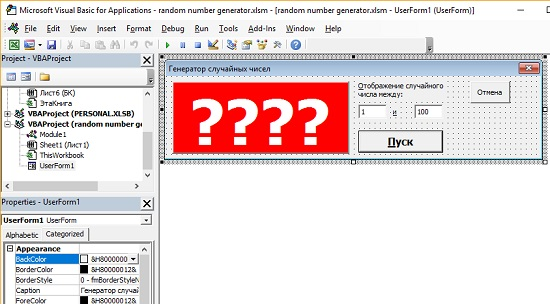 Microsoft Visual Basic for Applications - random number generator.xlsm - [random number generator.xlsm - UserForm1 (UserForm)]
File Edit View Insert Format Debug Run Tools Add-Ins Window Help
Project - VBAProject
Лист6 (БК)
ЭтаКнига
VBAProject (PERSONAL.XLSB)
VBAProject (random number ge
Module1
Sheet1 (Лист1)
ThisWorkbook
UserForm1
Генератор случайных чисел
????
Отображение случайного
числа между:
1 и 100
Отмена
Пуск
Properties - UserForm1
UserForm1 UserForm
Alphabetic Categorized
Appearance
BackColor &H8000000
BorderColor &H80000012&
BorderStyle 0 - fmBorderStyleN
Caption Генератор случай
ForeColor &H80000012&